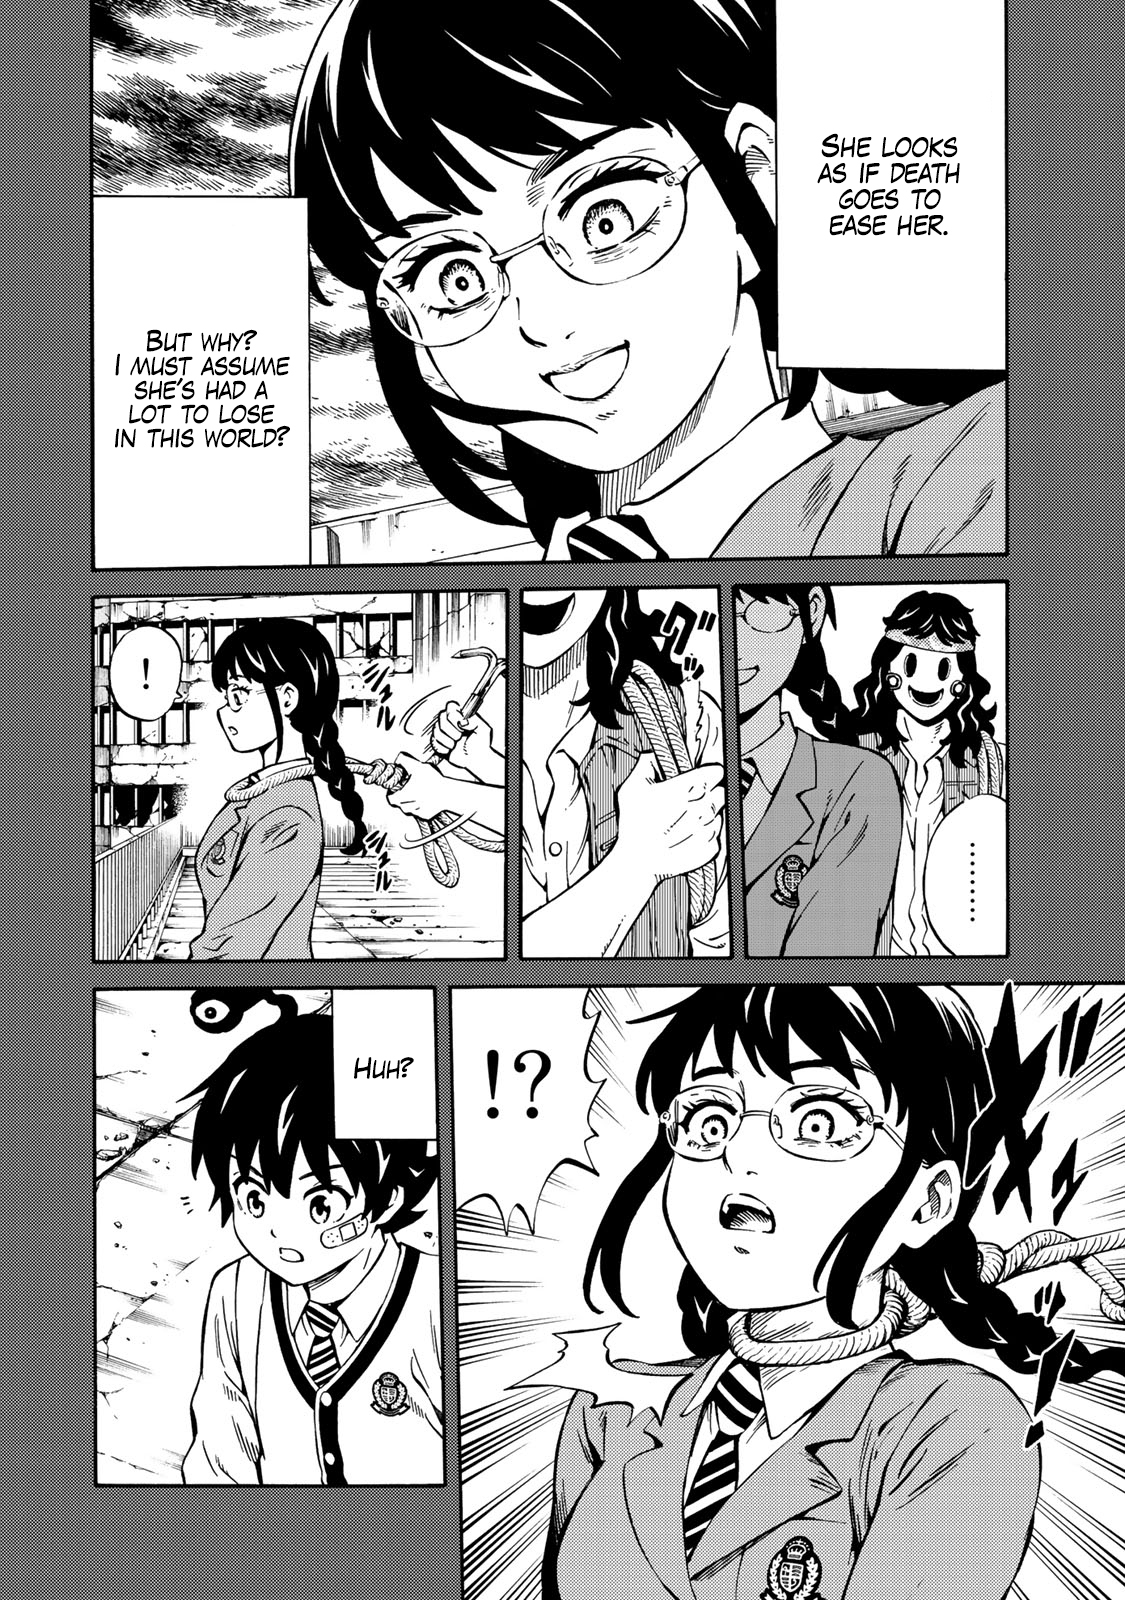 SHE LOOKS
AS IF DEATH
GOES TO
EASE HER.
BUT WHY?
I MUST ASSUME
SHE'S HAD A
LOT TO LOSE
IN THIS WORLD?
.........
!
!?
HUH?